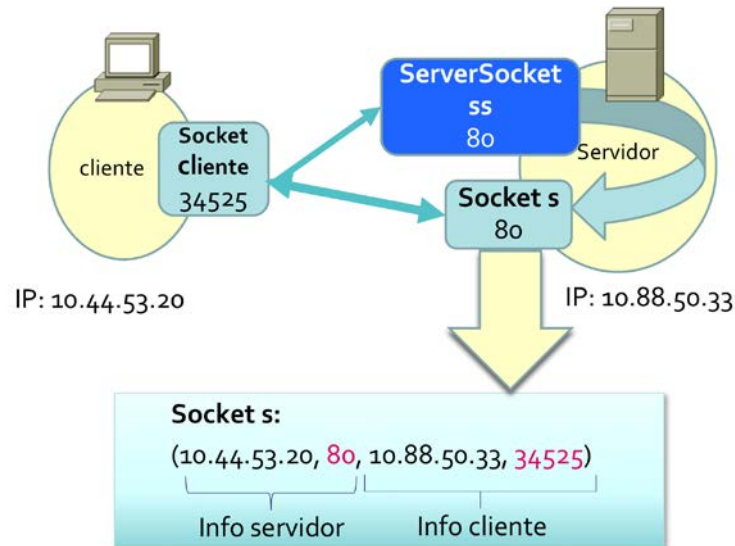 ServerSocket
ss
80
Socket
Cliente
34525
cliente
Servidor
Socket s
80
IP: 10.44.53.20
IP: 10.88.50.33
Socket s:
(10.44.53.20, 80, 10.88.50.33, 34525)
Info servidor
Info cliente